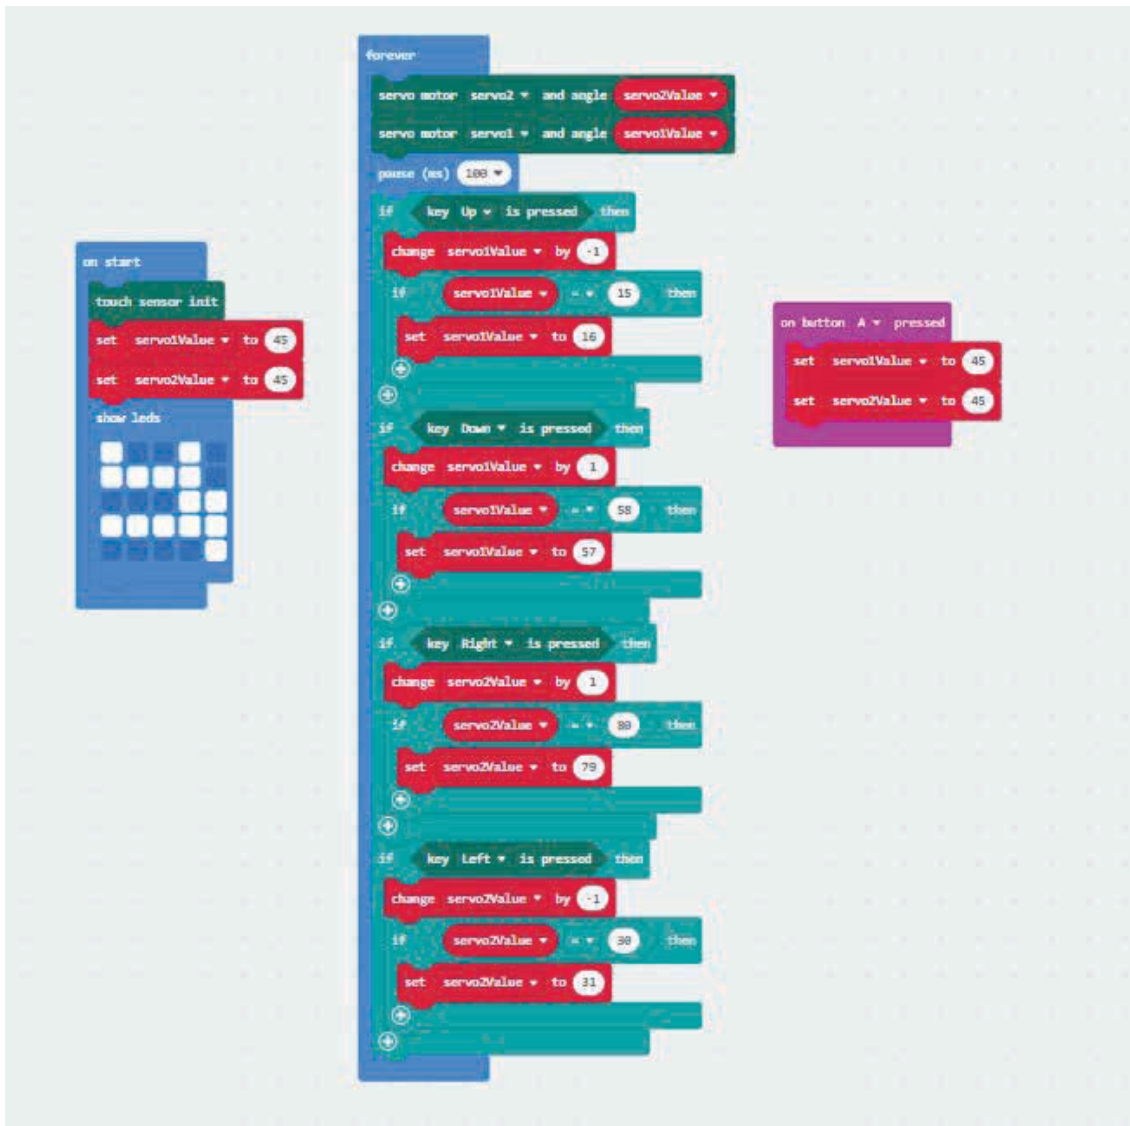 on start
touch sensor init
set servo1Value to 45
set servo2Value to 45
show leds
forever
servo motor servo2 and angle servo2Value
servo motor servo1 and angle servo1Value
pause (ms) 100
if key Up is pressed then
change servo1Value by -1
if servo1Value = 15 then
set servo1Value to 16
if key Down is pressed then
change servo1Value by 1
if servo1Value = 58 then
set servo1Value to 57
if key Right is pressed then
change servo2Value by 1
if servo2Value = 80 then
set servo2Value to 79
if key Left is pressed then
change servo2Value by -1
if servo2Value = 30 then
set servo2Value to 31
on button A pressed
set servo1Value to 45
set servo2Value to 45